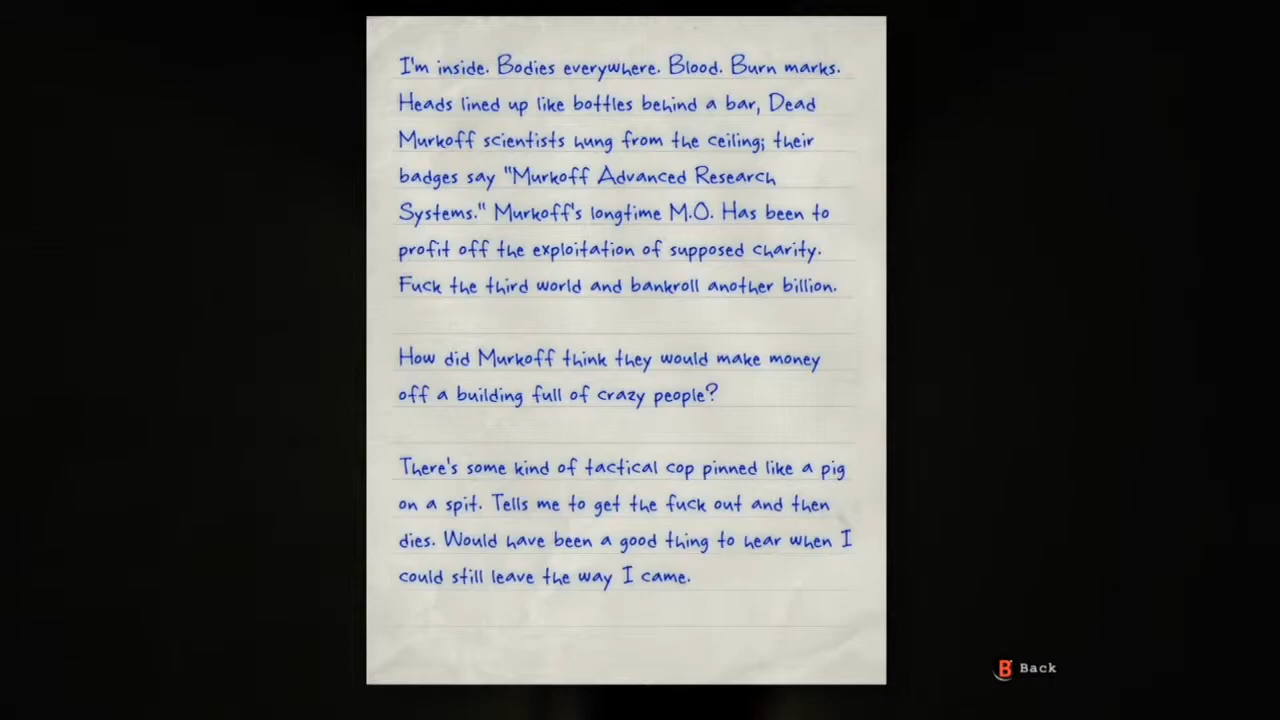 I'm inside. Bodies everywhere. Blood. Burn marks.
Heads lined up like bottles behind a bar, Dead
Murkoff scientists hung from the ceiling; their
badges say "Murkoff Advanced Research
Systems." Murkoff's longtime M.O. Has been to
profit off the exploitation of supposed charity.
Fuck the third world and bankroll another billion.
How did Murkoff think they would make money
off a building full of crazy people?
There's some kind of tactical cop pinned like a pig
on a spit. Tells me to get the fuck out and then
dies. Would have been a good thing to hear when I
could still leave the way I came.
B Back